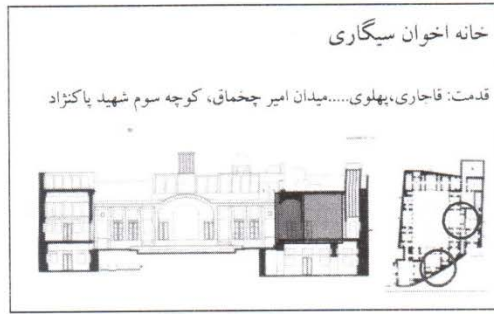 خانه اخوان سیگاری
قدمت: قاجاری،پهلوی.....میدان امیر چخماق، کوچه سوم شهید پاکنژاد